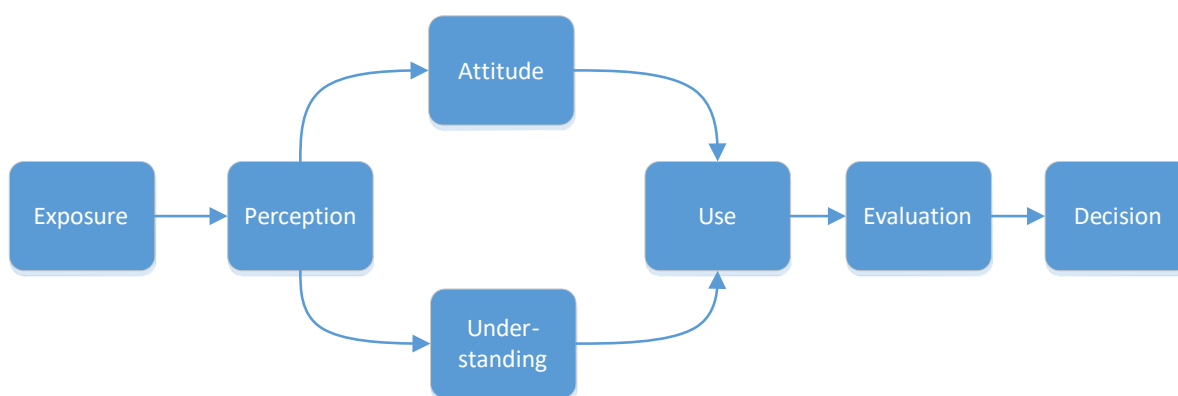 Attitude
Exposure
Perception
Use
Evaluation
Decision
Under-
standing